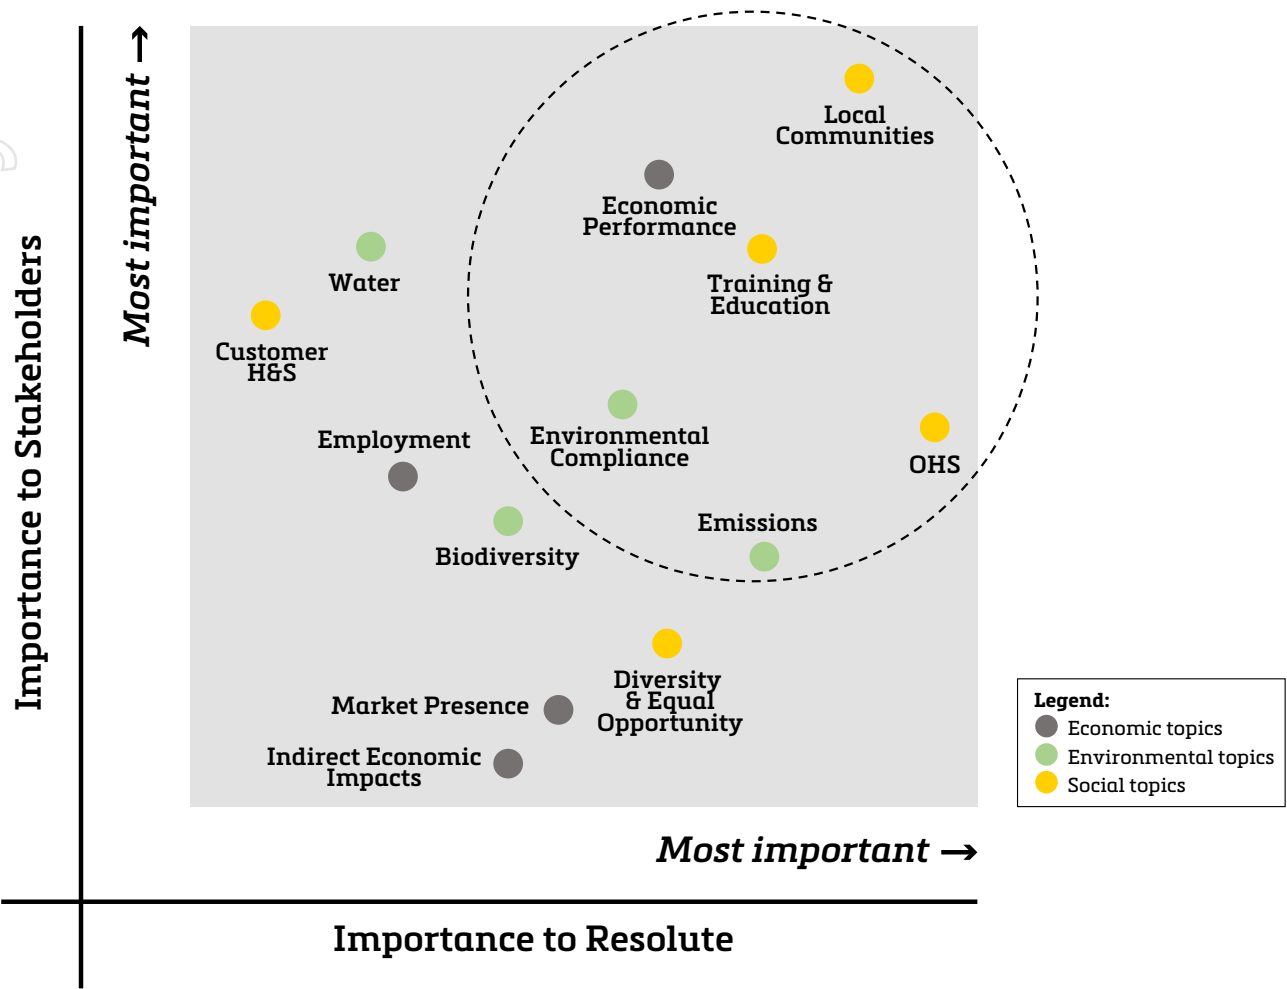 Most important →
Importance to Stakeholders
Local
Communities
Economic
Performance
Training &
Education
Water
Customer
H&S
Employment
Environmental
Compliance
OHS
Biodiversity
Emissions
Diversity
& Equal
Opportunity
Market Presence
Indirect Economic
Impacts
Legend:
Economic topics
Environmental topics
Social topics
Most important →
Importance to Resolute